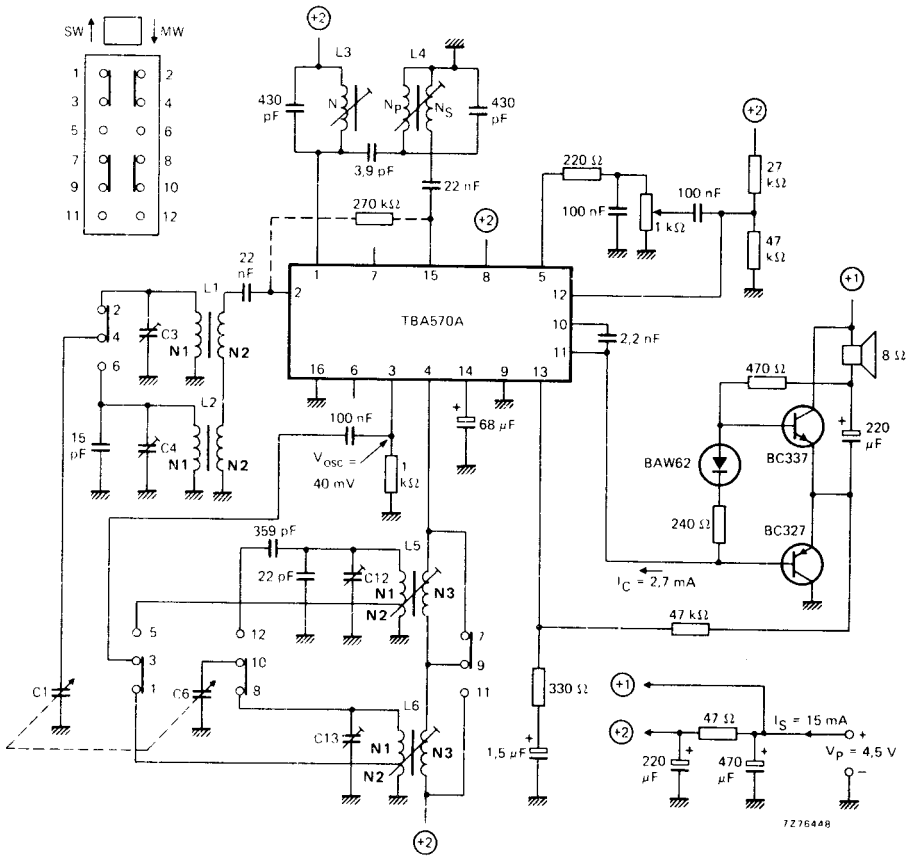 SW MW
1 2
3 4
5 6
7 8
9 10
11 12
+2
L3 L4
430 pF
N
NP NS
430 pF
3,9 pF
22 nF
270 kΩ
+2
220 Ω
100 nF
1 kΩ
100 nF
+2
27 kΩ
47 kΩ
22 nF
1 7 15 8 5
2
TBA570A
12
10
11
16 6 3 4 14 9 13
2,2 nF
+1
8 Ω
470 Ω
+
220 μF
BC337
BAW62
240 Ω
BC327
IC = 2,7 mA
L1
2
4
6
C3
N1 N2
L2
15 pF
C4
N1 N2
100 nF
Vosc = 40 mV
1 kΩ
+
68 μF
359 pF
22 pF
C12
L5
N1
N2
N3
5 12
3 10
1 8
7
9
11
C1
C6
C13
L6
N1
N2
N3
+2
47 kΩ
330 Ω
+
1,5 μF
+1
+2
47 Ω
IS = 15 mA
+
220 μF
+
470 μF
+
VP = 4,5 V
−
7Z76448